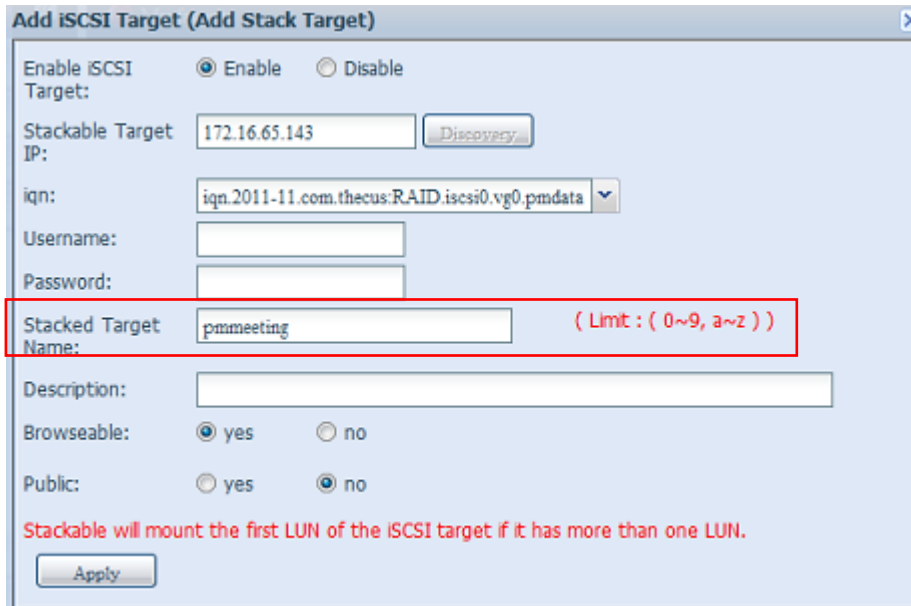 Add iSCSI Target (Add Stack Target)
Enable iSCSI Target: Enable Disable
Stackable Target IP: 172.16.65.143 Discovery
iqn: iqn.2011-11.com.thecus:RAID.iscsi0.vg0.pmdata
Username:
Password:
Stacked Target Name: pmmeeting ( Limit : ( 0~9, a~z ) )
Description:
Browseable: yes no
Public: yes no
Stackable will mount the first LUN of the iSCSI target if it has more than one LUN.
Apply